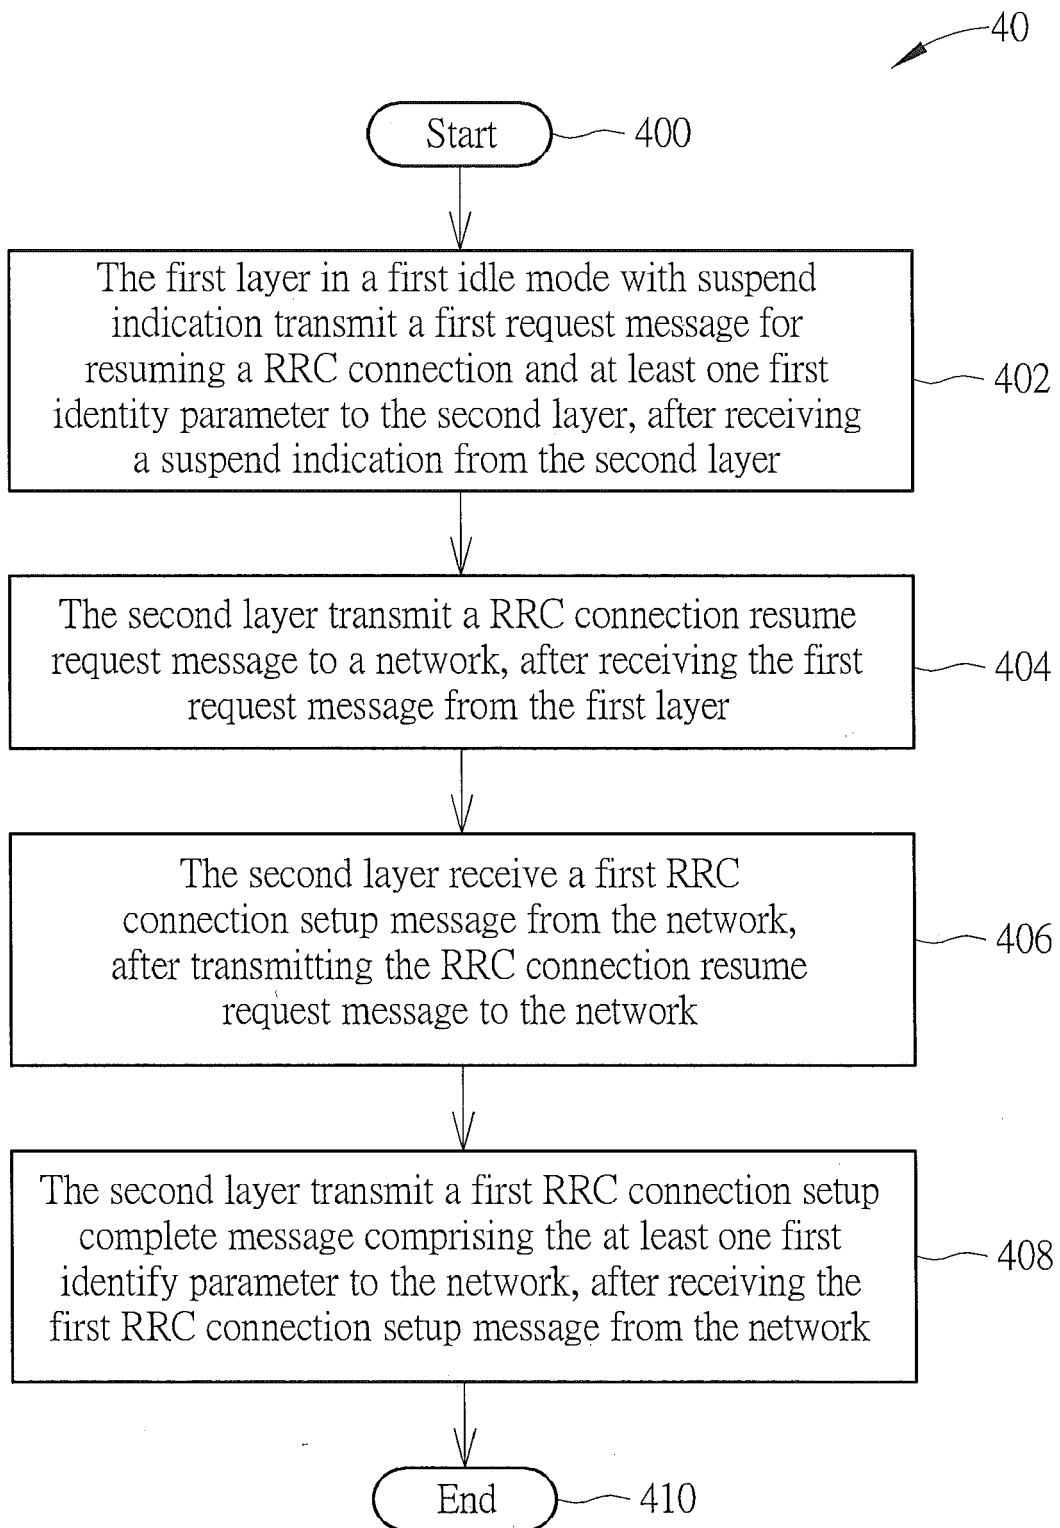 40
Start
400
The first layer in a first idle mode with suspend
indication transmit a first request message for
resuming a RRC connection and at least one first
identity parameter to the second layer, after receiving
a suspend indication from the second layer
402
The second layer transmit a RRC connection resume
request message to a network, after receiving the first
request message from the first layer
404
The second layer receive a first RRC
connection setup message from the network,
after transmitting the RRC connection resume
request message to the network
406
The second layer transmit a first RRC connection setup
complete message comprising the at least one first
identify parameter to the network, after receiving the
first RRC connection setup message from the network
408
End
410